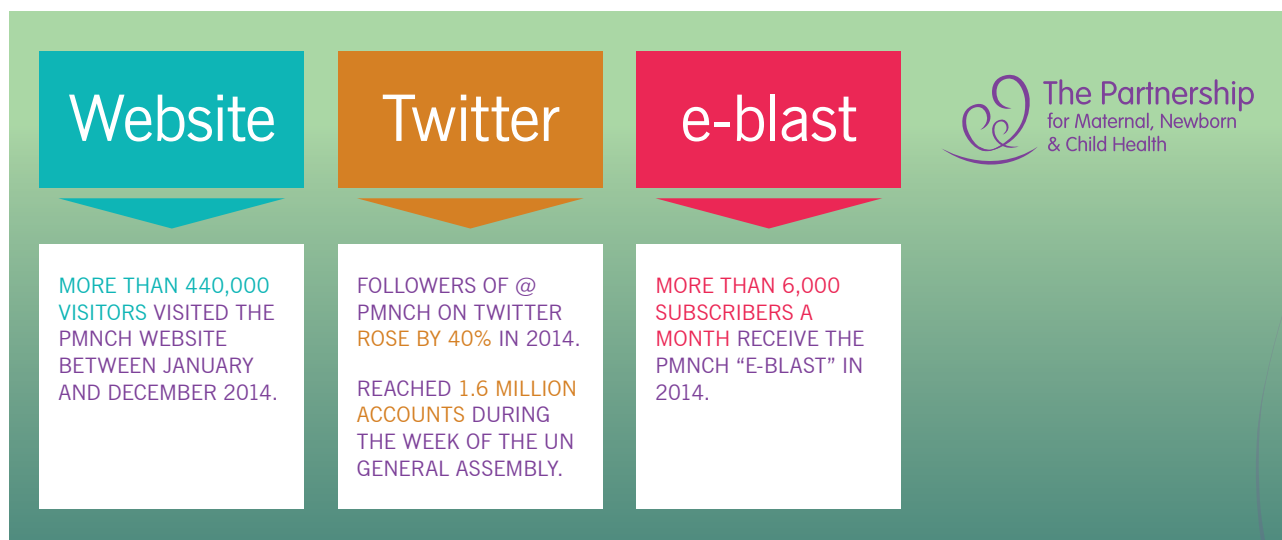 Website
MORE THAN 440,000
VISITORS VISITED THE
PMNCH WEBSITE
BETWEEN JANUARY
AND DECEMBER 2014.
Twitter
FOLLOWERS OF @
PMNCH ON TWITTER
ROSE BY 40% IN 2014.
REACHED 1.6 MILLION
ACCOUNTS DURING
THE WEEK OF THE UN
GENERAL ASSEMBLY.
e-blast
MORE THAN 6,000
SUBSCRIBERS A
MONTH RECEIVE THE
PMNCH “E-BLAST” IN
2014.
The Partnership
for Maternal, Newborn
& Child Health